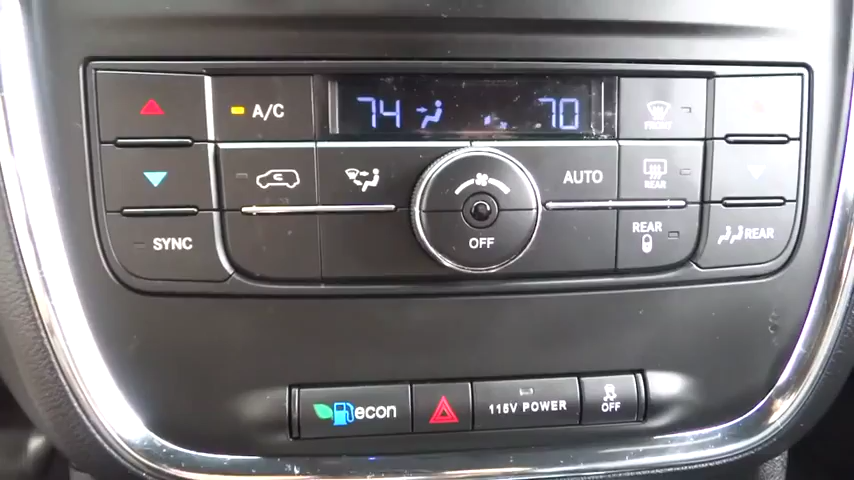 A/C
74
70
FRONT
AUTO
REAR
SYNC
OFF
REAR
REAR
econ
115V POWER
OFF